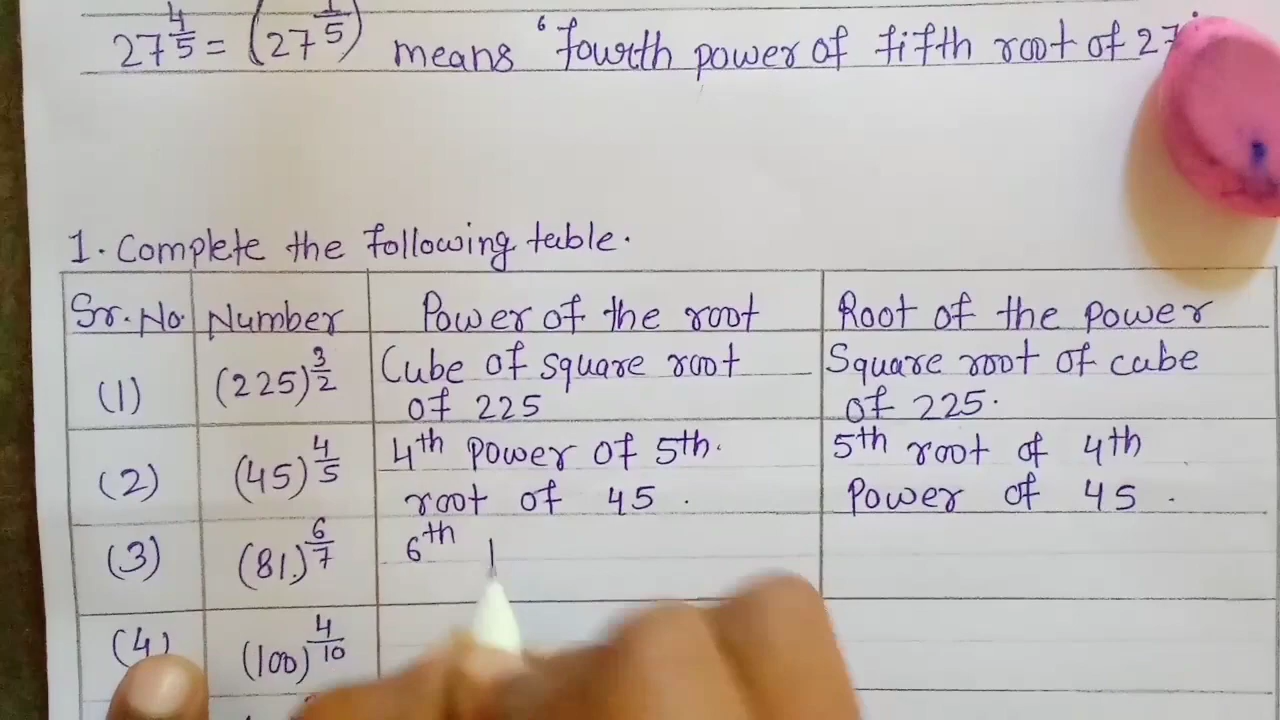 27^(4/5) = (27^(1/5)) means “fourth power of fifth root of 27”
1. Complete the following table.
Sr. No. Number Power of the root Root of the power
(1) (225)^(3/2) Cube of square root of 225 Square root of cube of 225.
(2) (45)^(4/5) 4th power of 5th. root of 45. 5th root of 4th Power of 45.
(3) (81.)^(6/7) 6th
(4) (100)^(4/10)